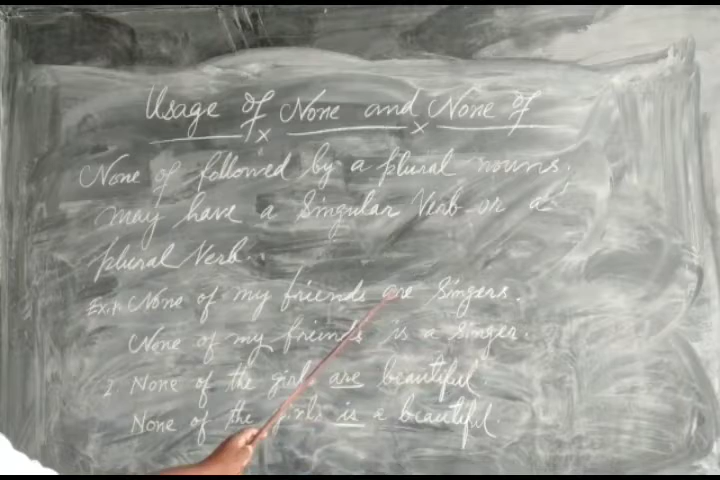 Usage of None and None of
None of followed by a plural nouns,
may have a Singular Verb or a
plural Verb.
Ex:1. None of my friends are Singers.
None of my friends is a Singer.
2 None of the girls are beautiful.
None of the girls is a beautiful.